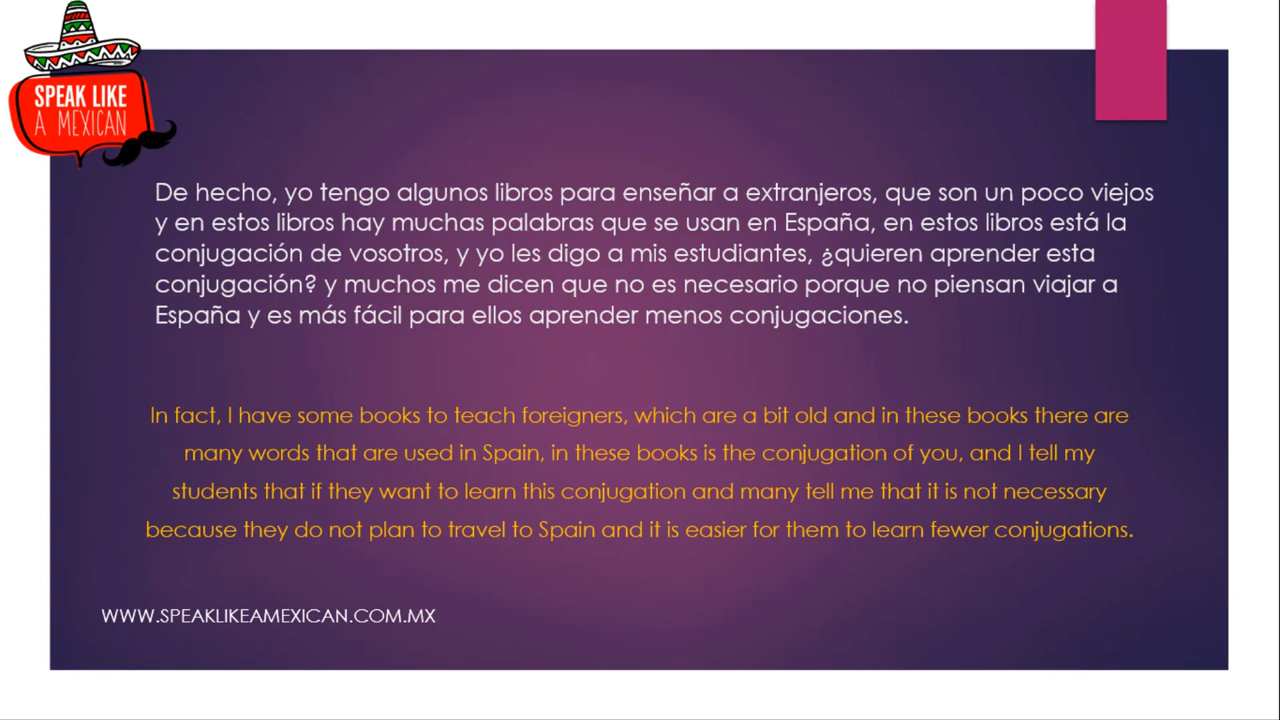 SPEAK LIKE
A MEXICAN
De hecho, yo tengo algunos libros para enseñar a extranjeros, que son un poco viejos
y en estos libros hay muchas palabras que se usan en España, en estos libros está la
conjugación de vosotros, y yo les digo a mis estudiantes, ¿quieren aprender esta
conjugación? y muchos me dicen que no es necesario porque no piensan viajar a
España y es más fácil para ellos aprender menos conjugaciones.
In fact, I have some books to teach foreigners, which are a bit old and in these books there are
many words that are used in Spain, in these books is the conjugation of you, and I tell my
students that if they want to learn this conjugation and many tell me that it is not necessary
because they do not plan to travel to Spain and it is easier for them to learn fewer conjugations.
WWW.SPEAKLIKEAMEXICAN.COM.MX